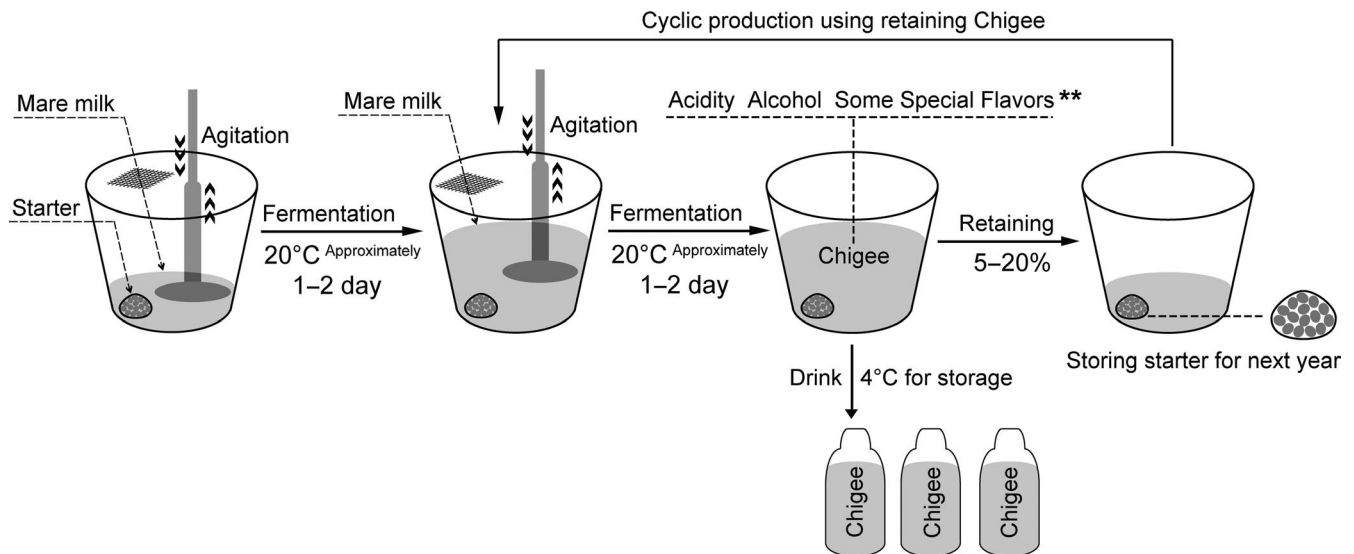 Cyclic production using retaining Chigee
Mare milk
Agitation
Starter
Fermentation
20°C Approximately
1–2 day
Mare milk
Agitation
Fermentation
20°C Approximately
1–2 day
Acidity Alcohol Some Special Flavors **
Chigee
Retaining
5–20%
Storing starter for next year
Drink 4°C for storage
Chigee
Chigee
Chigee